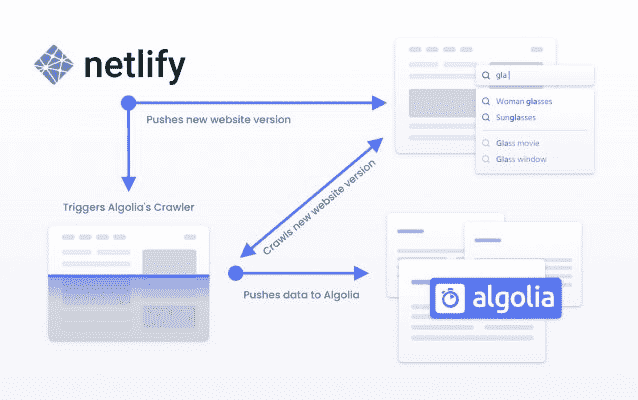 netlify
Pushes new website version
gla
Woman glasses
Sunglasses
Glass movie
Glass window
Triggers Algolia's Crawler
Crawls new website version
Pushes data to Algolia
algolia